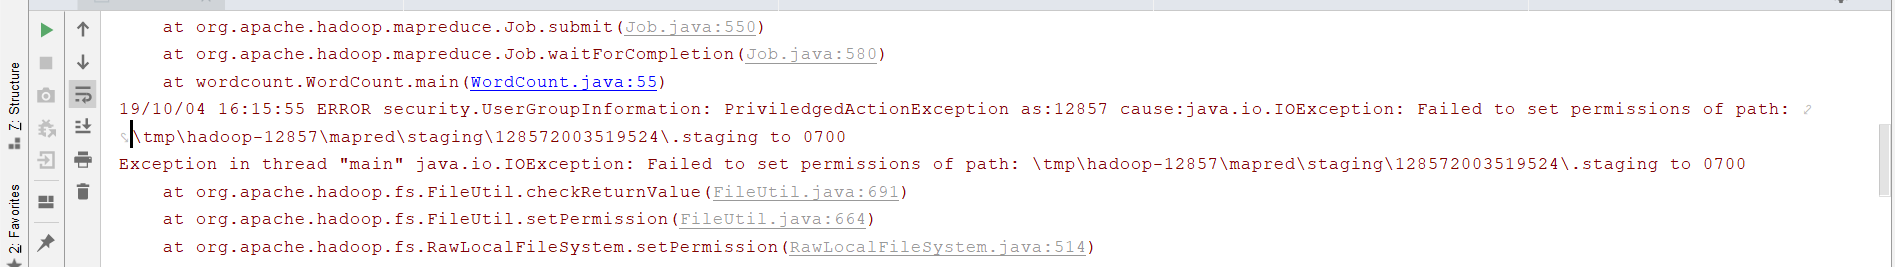 at org.apache.hadoop.mapreduce.Job.submit(Job.java:550)
at org.apache.hadoop.mapreduce.Job.waitForCompletion(Job.java:580)
at wordcount.WordCount.main(WordCount.java:55)
19/10/04 16:15:55 ERROR security.UserGroupInformation: PriviledgedActionException as:12857 cause:java.io.IOException: Failed to set permissions of path:
\tmp\hadoop-12857\mapred\staging\128572003519524\.staging to 0700
Exception in thread "main" java.io.IOException: Failed to set permissions of path: \tmp\hadoop-12857\mapred\staging\128572003519524\.staging to 0700
at org.apache.hadoop.fs.FileUtil.checkReturnValue(FileUtil.java:691)
at org.apache.hadoop.fs.FileUtil.setPermission(FileUtil.java:664)
at org.apache.hadoop.fs.RawLocalFileSystem.setPermission(RawLocalFileSystem.java:514)
Z: Structure
2: Favorites